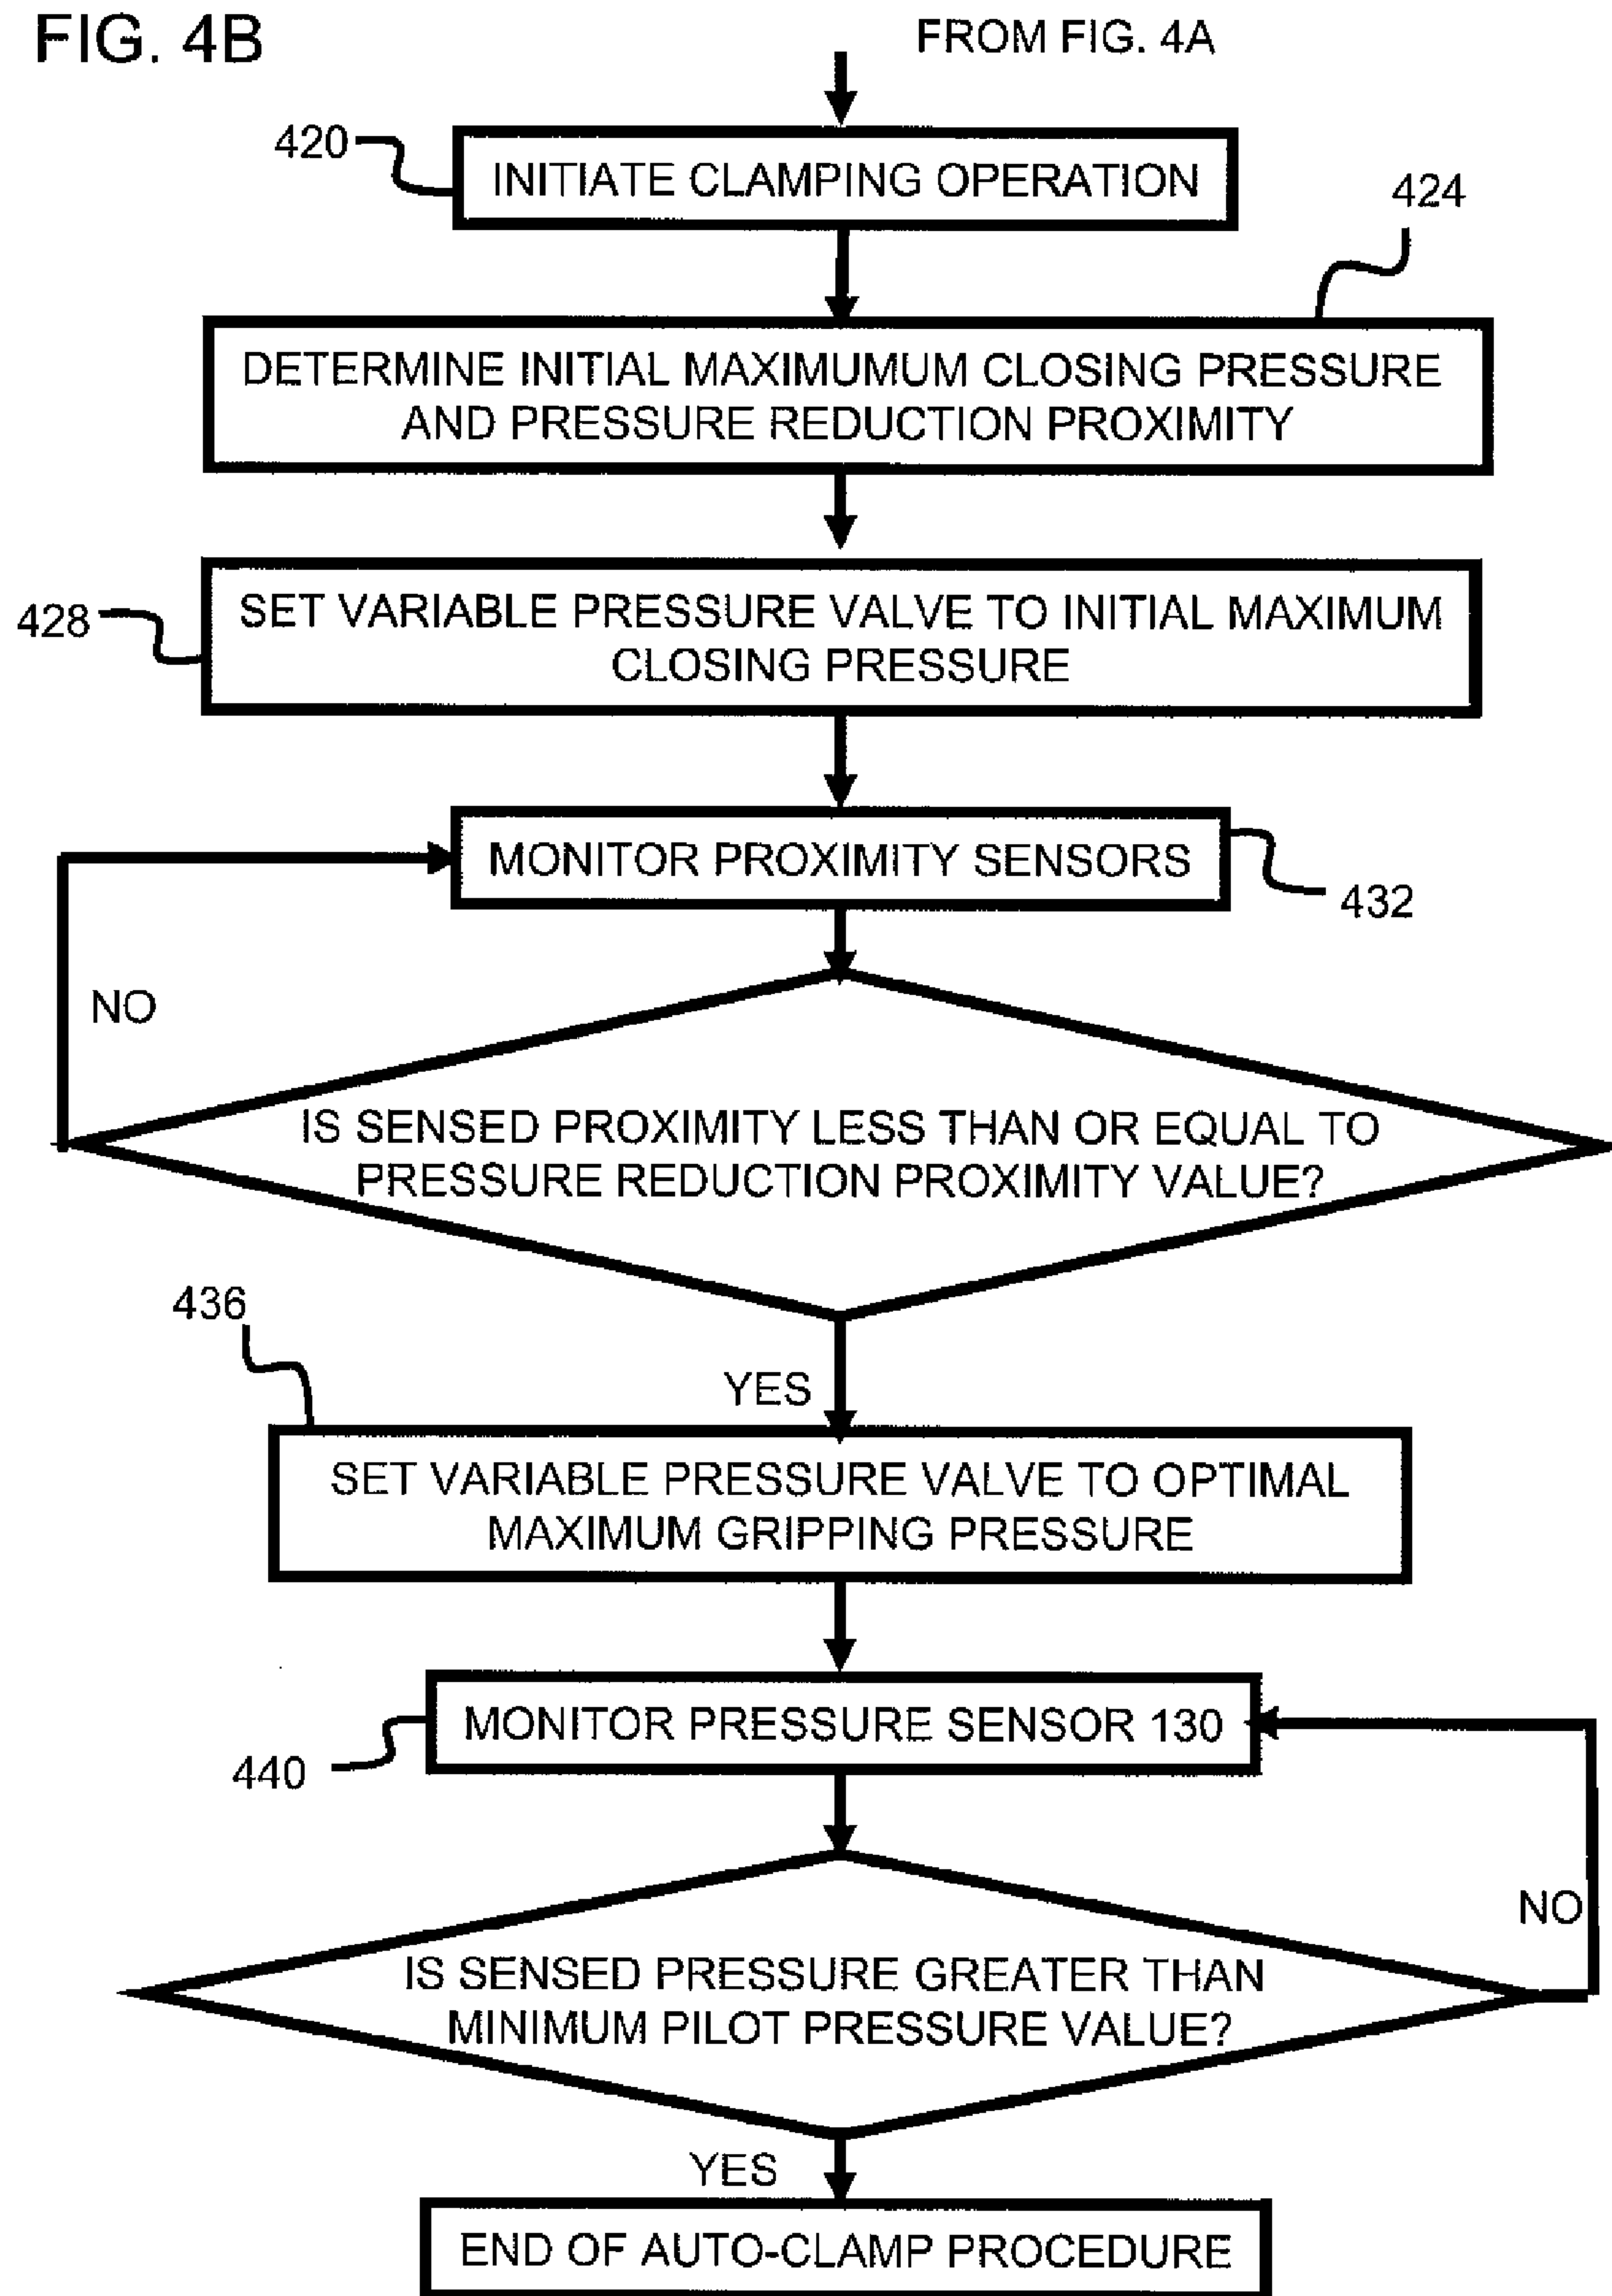 FIG. 4B
FROM FIG. 4A
420
INITIATE CLAMPING OPERATION
424
DETERMINE INITIAL MAXIMUMUM CLOSING PRESSURE
AND PRESSURE REDUCTION PROXIMITY
428
SET VARIABLE PRESSURE VALVE TO INITIAL MAXIMUM
CLOSING PRESSURE
MONITOR PROXIMITY SENSORS
432
NO
IS SENSED PROXIMITY LESS THAN OR EQUAL TO
PRESSURE REDUCTION PROXIMITY VALUE?
436
YES
SET VARIABLE PRESSURE VALVE TO OPTIMAL
MAXIMUM GRIPPING PRESSURE
MONITOR PRESSURE SENSOR 130
440
NO
IS SENSED PRESSURE GREATER THAN
MINIMUM PILOT PRESSURE VALUE?
YES
END OF AUTO-CLAMP PROCEDURE